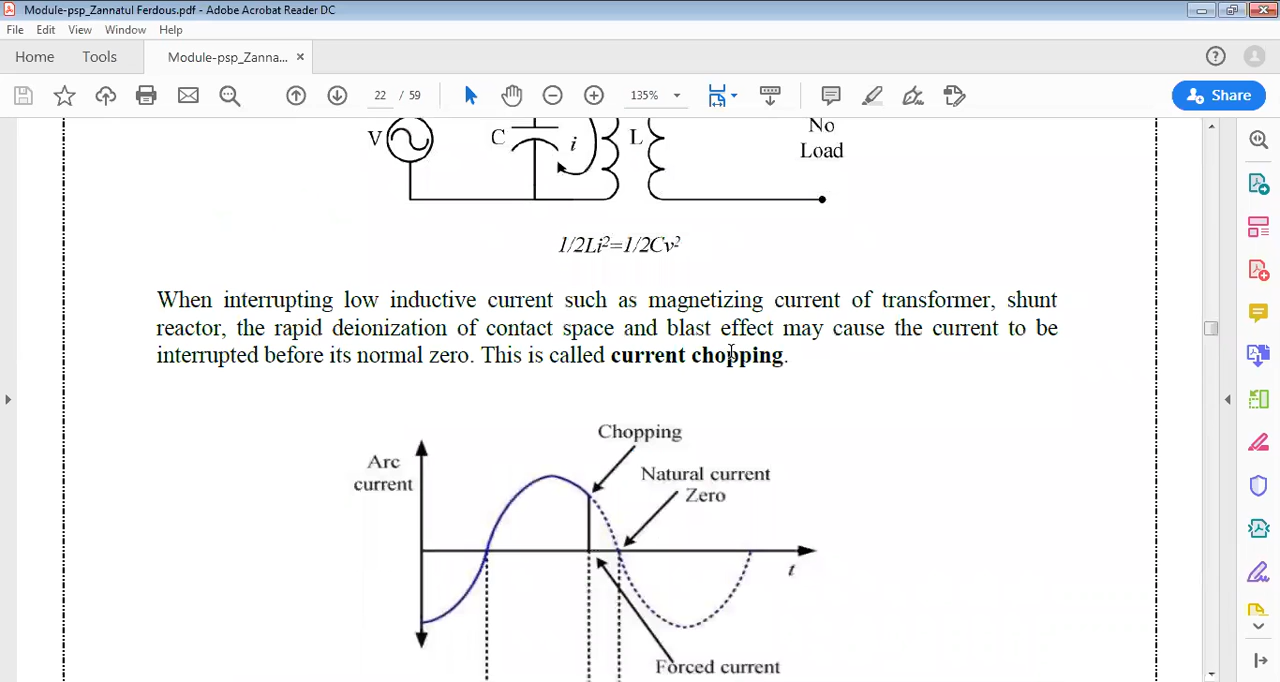 Module-psp_Zannatul Ferdous.pdf - Adobe Acrobat Reader DC
File Edit View Window Help
Home Tools Module-psp_Zanna... ×
22 / 59 135% Share
V C i L No
Load
1/2Li²=1/2Cv²
When interrupting low inductive current such as magnetizing current of transformer, shunt
reactor, the rapid deionization of contact space and blast effect may cause the current to be
interrupted before its normal zero. This is called current chopping.
Chopping
Arc
current
Natural current
Zero
t
Forced current